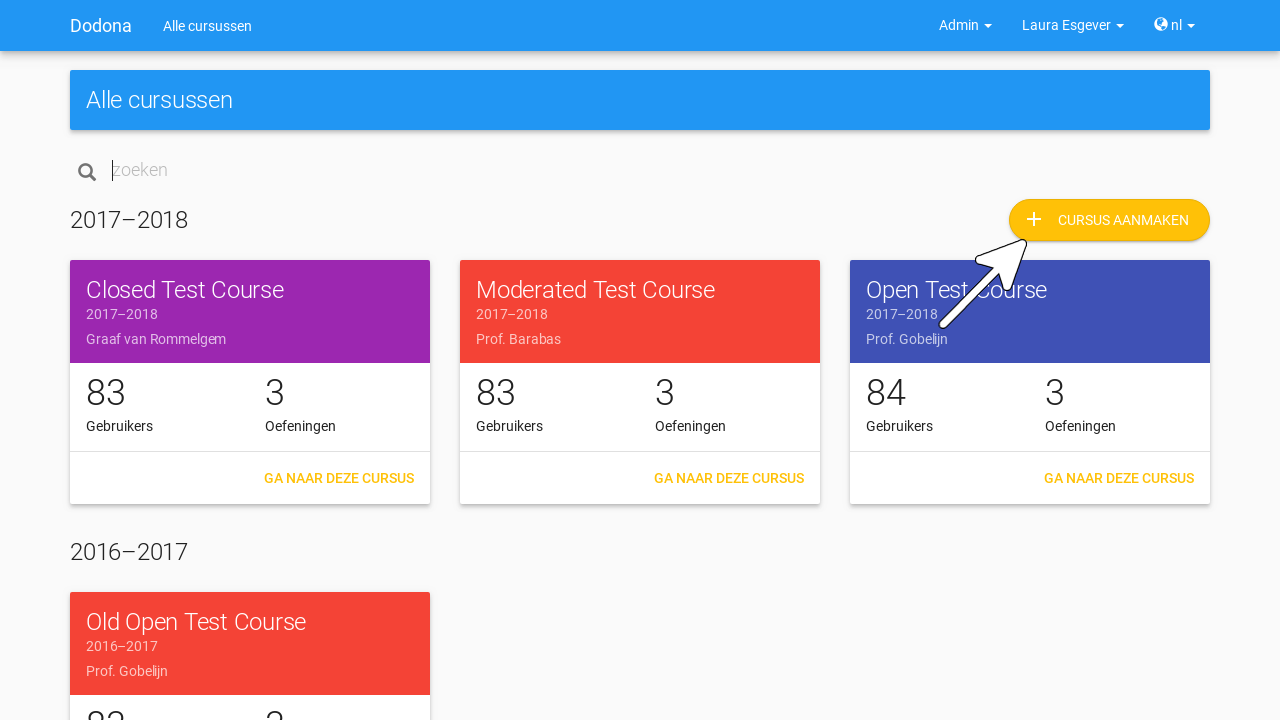 Dodona Alle cursussen Admin Laura Esgever nl
Alle cursussen
zoeken
2017–2018 CURSUS AANMAKEN
Closed Test Course
2017–2018
Graaf van Rommelgem
83 3
Gebruikers Oefeningen
GA NAAR DEZE CURSUS
Moderated Test Course
2017–2018
Prof. Barabas
83 3
Gebruikers Oefeningen
GA NAAR DEZE CURSUS
Open Test Course
2017–2018
Prof. Gobelijn
84 3
Gebruikers Oefeningen
GA NAAR DEZE CURSUS
2016–2017
Old Open Test Course
2016–2017
Prof. Gobelijn